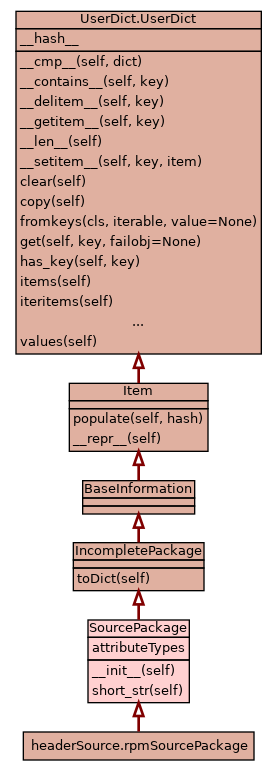 UserDict.UserDict
__hash__
__cmp__(self, dict)
__contains__(self, key)
__delitem__(self, key)
__getitem__(self, key)
__len__(self)
__setitem__(self, key, item)
clear(self)
copy(self)
fromkeys(cls, iterable, value=None)
get(self, key, failobj=None)
has_key(self, key)
items(self)
iteritems(self)
...
values(self)
Item
populate(self, hash)
__repr__(self)
BaseInformation
IncompletePackage
toDict(self)
SourcePackage
attributeTypes
__init__(self)
short_str(self)
headerSource.rpmSourcePackage